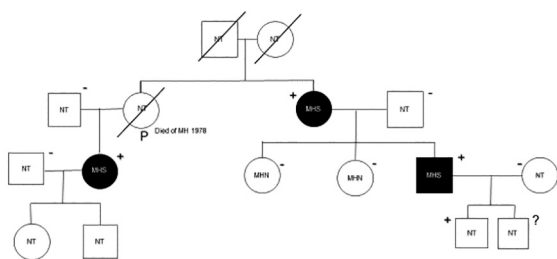 NT NT
- + -
NT NT MHS NT
P Died of MH 1978
- + - - + -
NT MHS MHN MHN MHS NT
+ ?
NT NT NT NT